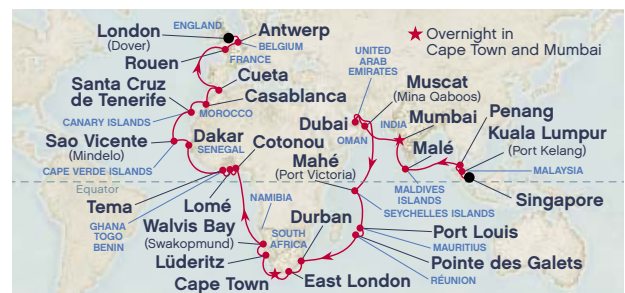 London
(Dover)
ENGLAND
Antwerp
BELGIUM
Rouen
FRANCE
★ Overnight in
Cape Town and Mumbai
Cueta
Santa Cruz
de Tenerife
Casablanca
MOROCCO
CANARY ISLANDS
UNITED
ARAB
EMIRATES
Muscat
(Mina Qaboos)
Dubai
OMAN
INDIA
Mumbai
Penang
Kuala Lumpur
(Port Kelang)
Sao Vicente
(Mindelo)
CAPE VERDE ISLANDS
Dakar
SENEGAL
Cotonou
Mahé
(Port Victoria)
Malé
MALDIVES
ISLANDS
MALAYSIA
Singapore
Equator
SEYCHELLES ISLANDS
Tema
GHANA
TOGO
BENIN
Lomé
NAMIBIA
Walvis Bay
(Swakopmund)
SOUTH
AFRICA
Durban
Port Louis
MAURITIUS
Lüderitz
Pointe des Galets
RÉUNION
Cape Town
East London